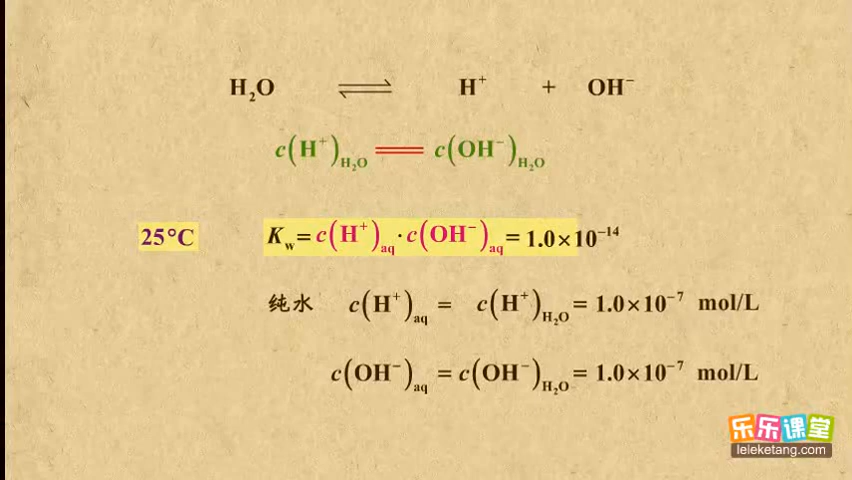 H₂O ⇌ H⁺ + OH⁻
c(H⁺)H₂O = c(OH⁻)H₂O
25°C Kw = c(H⁺)aq · c(OH⁻)aq = 1.0×10⁻¹⁴
纯水 c(H⁺)aq = c(H⁺)H₂O = 1.0×10⁻⁷ mol/L
c(OH⁻)aq = c(OH⁻)H₂O = 1.0×10⁻⁷ mol/L
乐乐课堂
leleketang.com